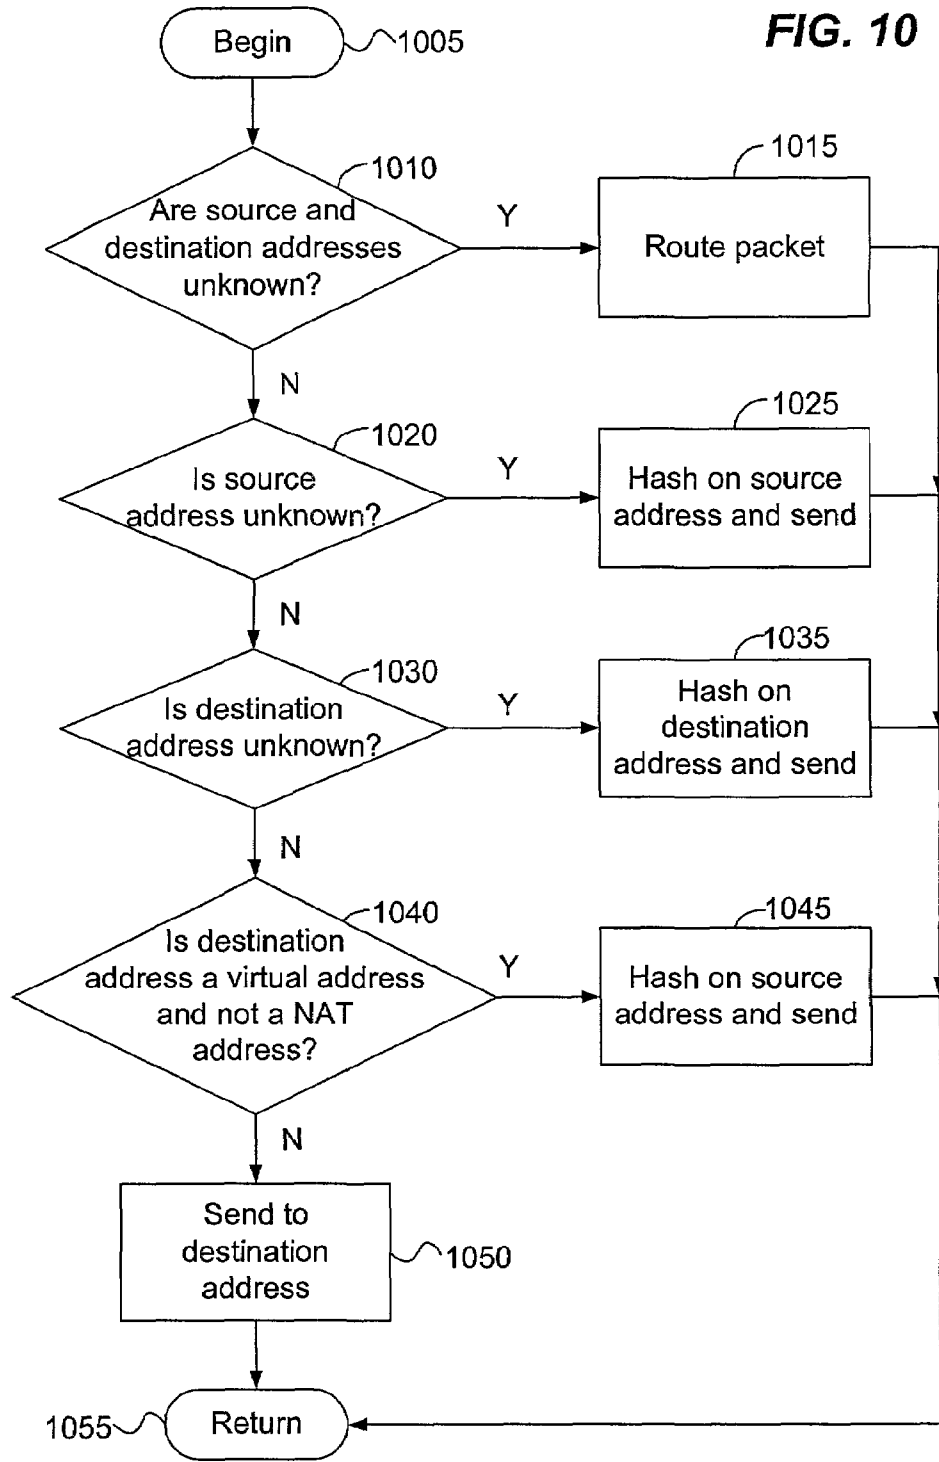 FIG. 10
Begin
1005
1010
Are source and
destination addresses
unknown?
Y
1015
Route packet
N
1020
Is source
address unknown?
Y
1025
Hash on source
address and send
N
1030
Is destination
address unknown?
Y
1035
Hash on
destination
address and send
N
1040
Is destination
address a virtual address
and not a NAT
address?
Y
1045
Hash on source
address and send
N
Send to
destination
address
1050
1055
Return